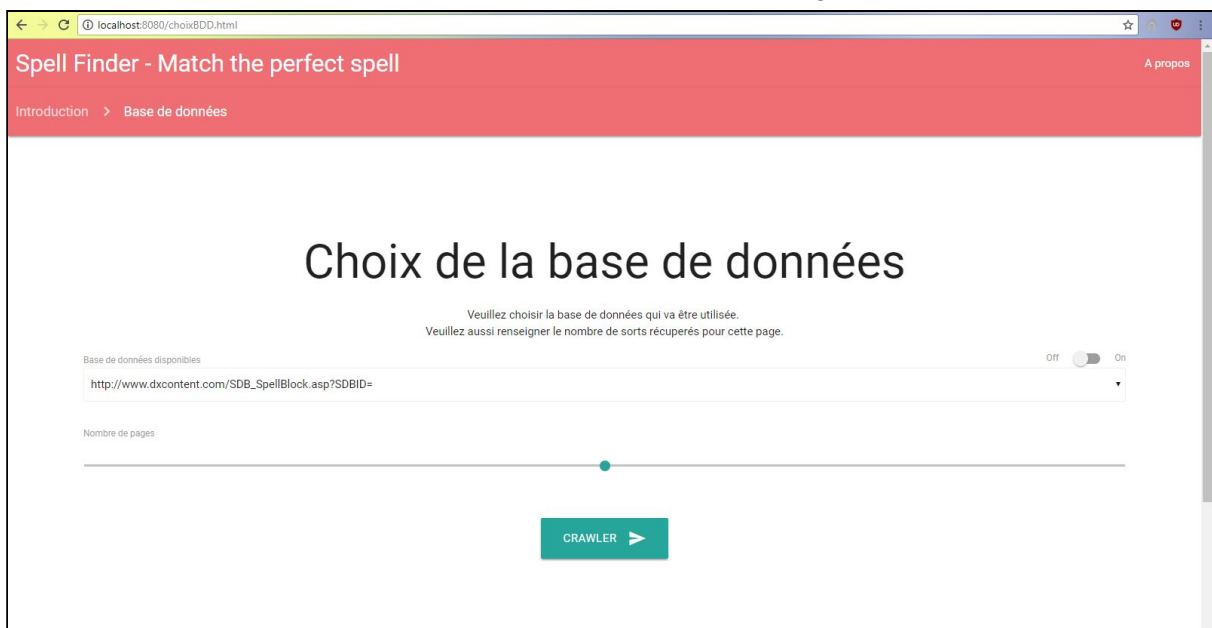 localhost:8080/choixBDD.html
Spell Finder - Match the perfect spell
A propos
Introduction > Base de données
Choix de la base de données
Veuillez choisir la base de données qui va être utilisée.
Veuillez aussi renseigner le nombre de sorts récuperés pour cette page.
Base de données disponibles
Off On
http://www.dxcontent.com/SDB_SpellBlock.asp?SDBID=
Nombre de pages
CRAWLER